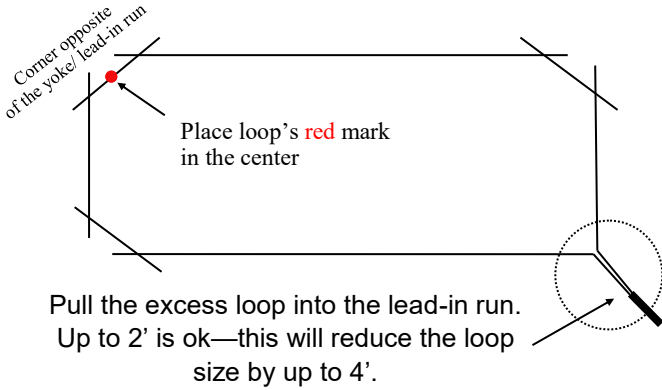 Corner opposite
of the yoke/ lead-in run
Place loop’s red mark
in the center
Pull the excess loop into the lead-in run.
Up to 2’ is ok—this will reduce the loop
size by up to 4’.